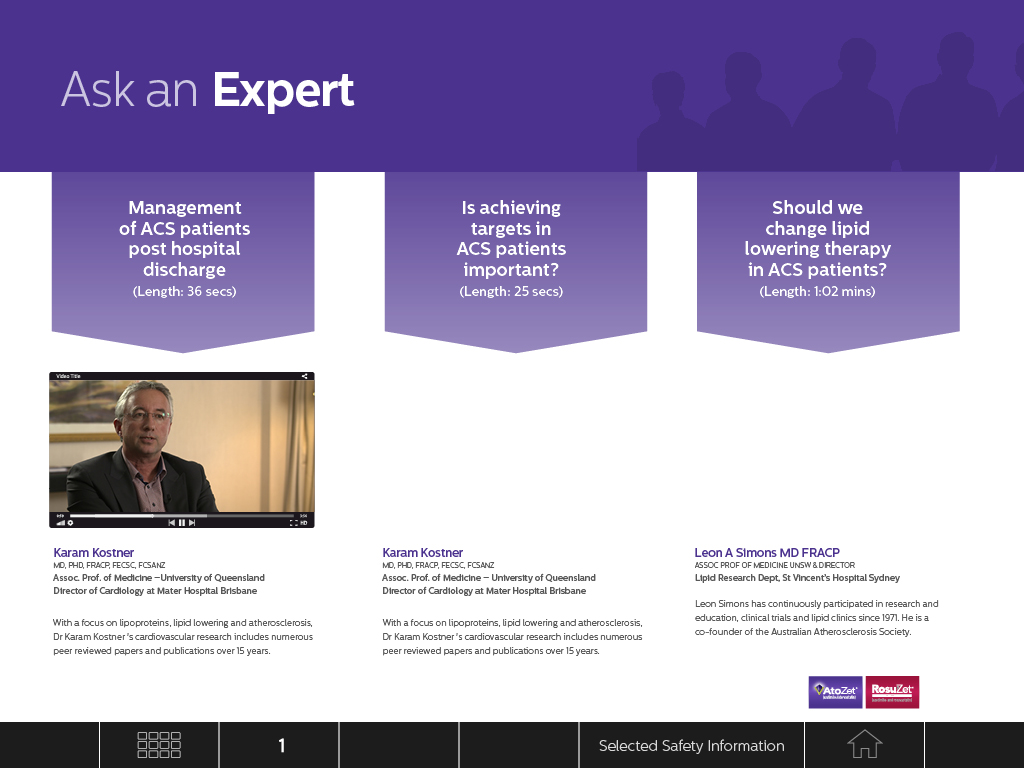 Ask an Expert
Management
of ACS patients
post hospital
discharge
(Length: 36 secs)
Is achieving
targets in
ACS patients
important?
(Length: 25 secs)
Should we
change lipid
lowering therapy
in ACS patients?
(Length: 1:02 mins)
Video Title
HD
Karam Kostner
MD, PHD, FRACP, FECSC, FCSANZ
Assoc. Prof. of Medicine –University of Queensland
Director of Cardiology at Mater Hospital Brisbane
With a focus on lipoproteins, lipid lowering and atherosclerosis,
Dr Karam Kostner 's cardiovascular research includes numerous
peer reviewed papers and publications over 15 years.
Karam Kostner
MD, PHD, FRACP, FECSC, FCSANZ
Assoc. Prof. of Medicine – University of Queensland
Director of Cardiology at Mater Hospital Brisbane
With a focus on lipoproteins, lipid lowering and atherosclerosis,
Dr Karam Kostner 's cardiovascular research includes numerous
peer reviewed papers and publications over 15 years.
Leon A Simons MD FRACP
ASSOC PROF OF MEDICINE UNSW & DIRECTOR
Lipid Research Dept, St Vincent's Hospital Sydney
Leon Simons has continuously participated in research and
education, clinical trials and lipid clinics since 1971. He is a
co-founder of the Australian Atherosclerosis Society.
AtoZet®
RosuZet®
1
Selected Safety Information